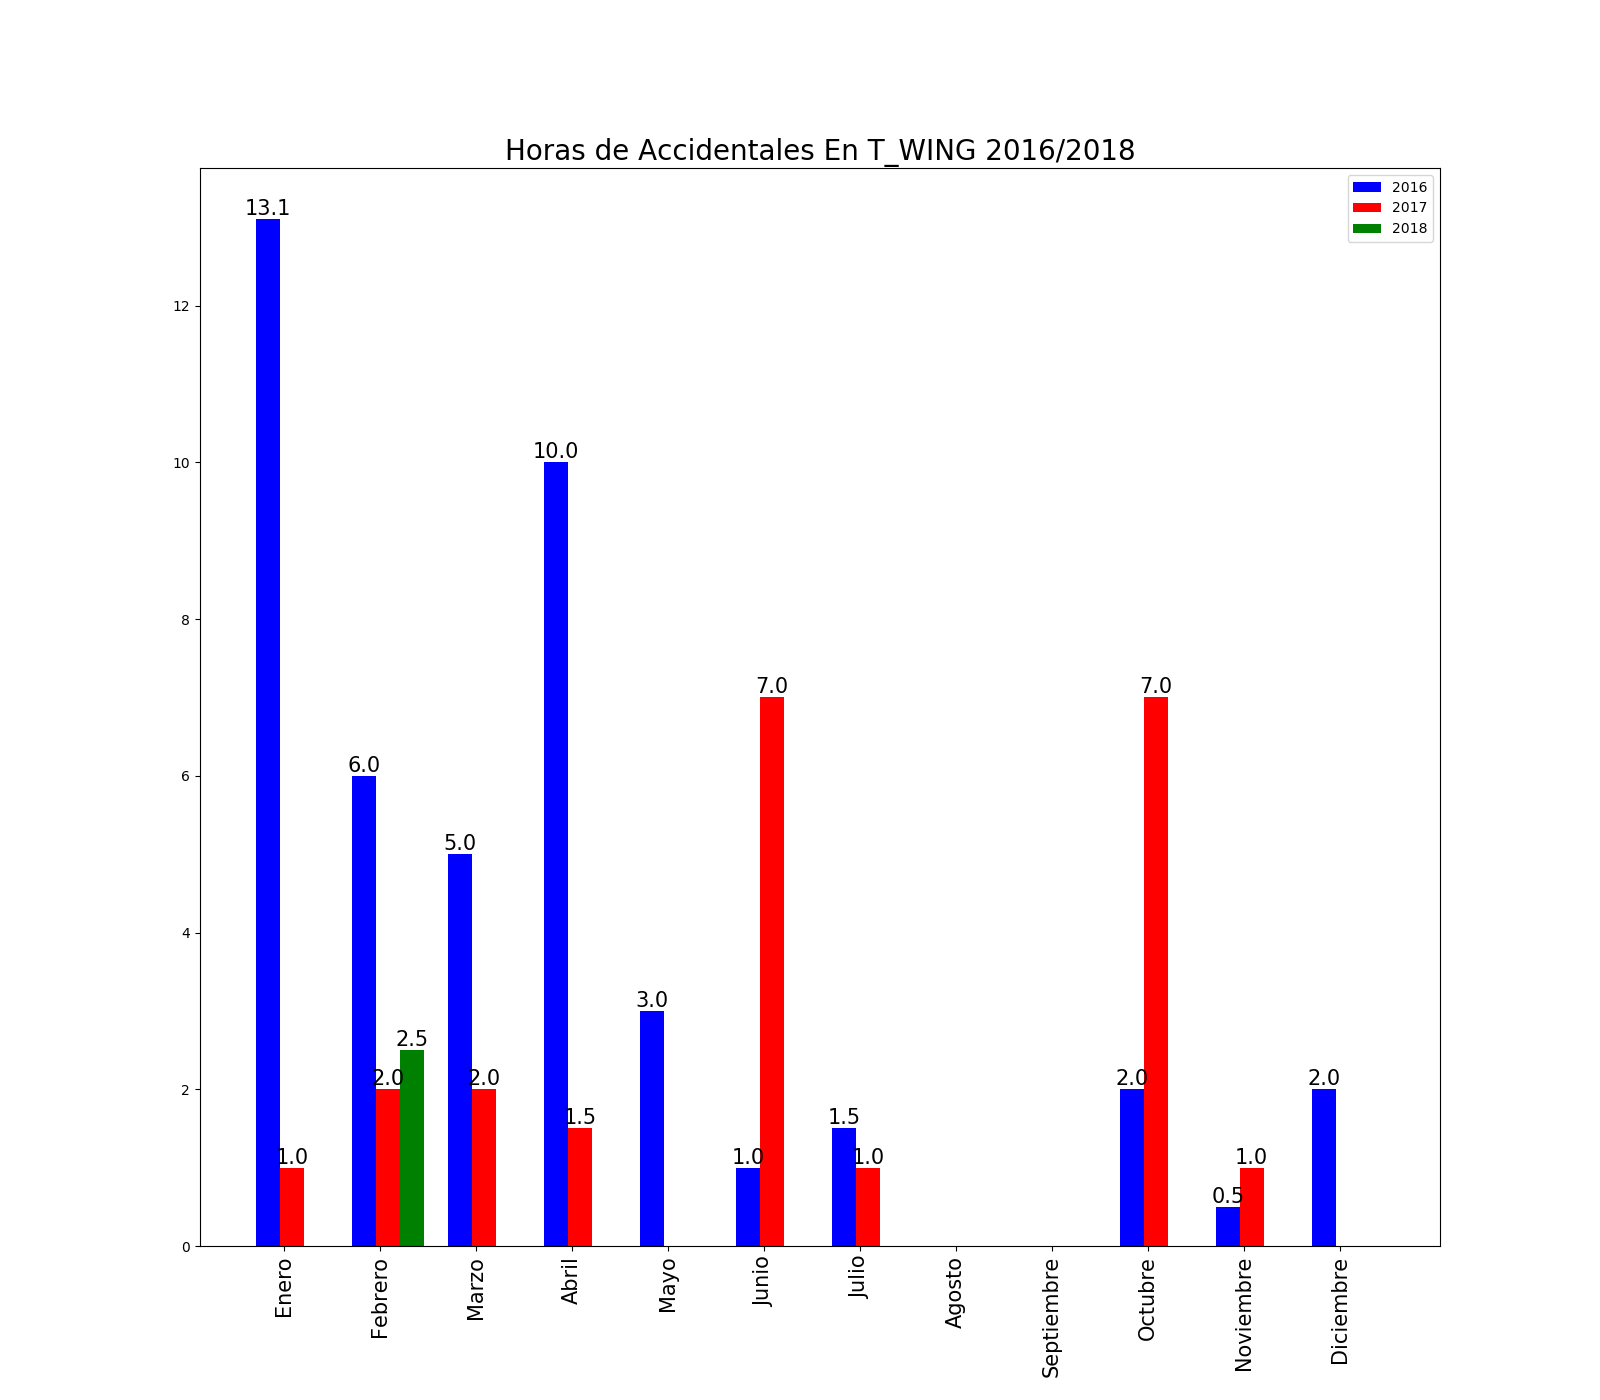 Horas de Accidentales En T_WING 2016/2018
2016
2017
2018
13.1
12
10.0
10
8
7.0
7.0
6.0
6
5.0
4
3.0
2.5
2.0
2.0
2.0
2.0
2
1.5
1.5
1.0
1.0
1.0
1.0
0.5
0
Enero
Febrero
Marzo
Abril
Mayo
Junio
Julio
Agosto
Septiembre
Octubre
Noviembre
Diciembre